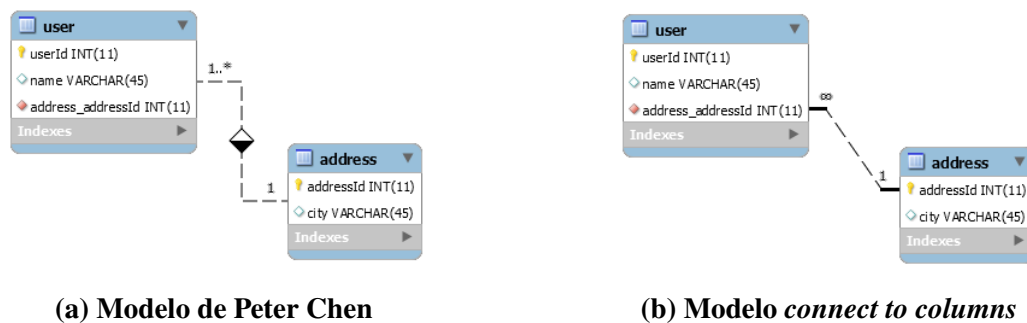 user
userId INT(11)
name VARCHAR(45)
address_addressId INT(11)
Indexes
1..*
1
address
addressId INT(11)
city VARCHAR(45)
Indexes
(a) Modelo de Peter Chen
user
userId INT(11)
name VARCHAR(45)
address_addressId INT(11)
Indexes
∞
1
address
addressId INT(11)
city VARCHAR(45)
Indexes
(b) Modelo connect to columns